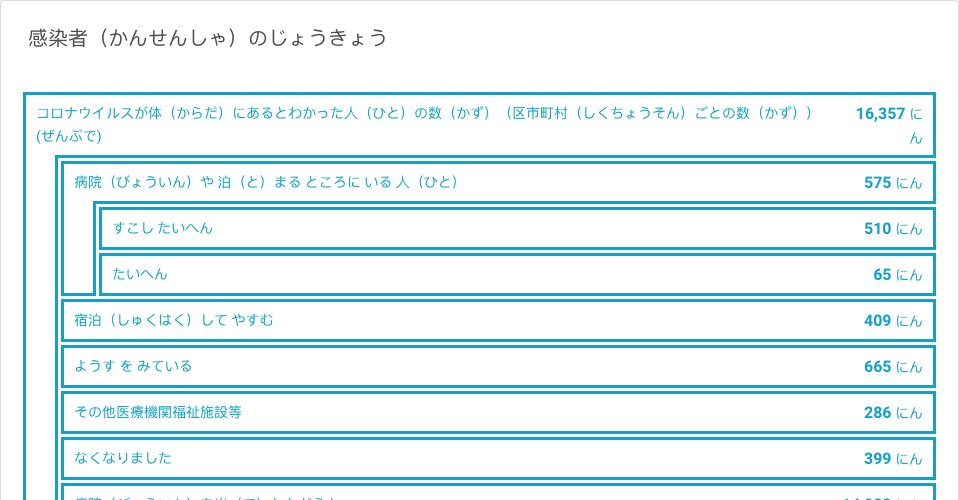 感染者（かんせんしゃ）のじょうきょう
コロナウイルスが体（からだ）にあるとわかった人（ひと）の数（かず）（区市町村（しくちょうそん）ごとの数（かず）） 16,357 に
(ぜんぶで) ん
病院（びょういん）や 泊（と）まる ところに いる 人（ひと） 575 にん
すこし たいへん 510 にん
たいへん 65 にん
宿泊（しゅくはく）して やすむ 409 にん
ようす を みている 665 にん
その他医療機関福祉施設等 286 にん
なくなりました 399 にん